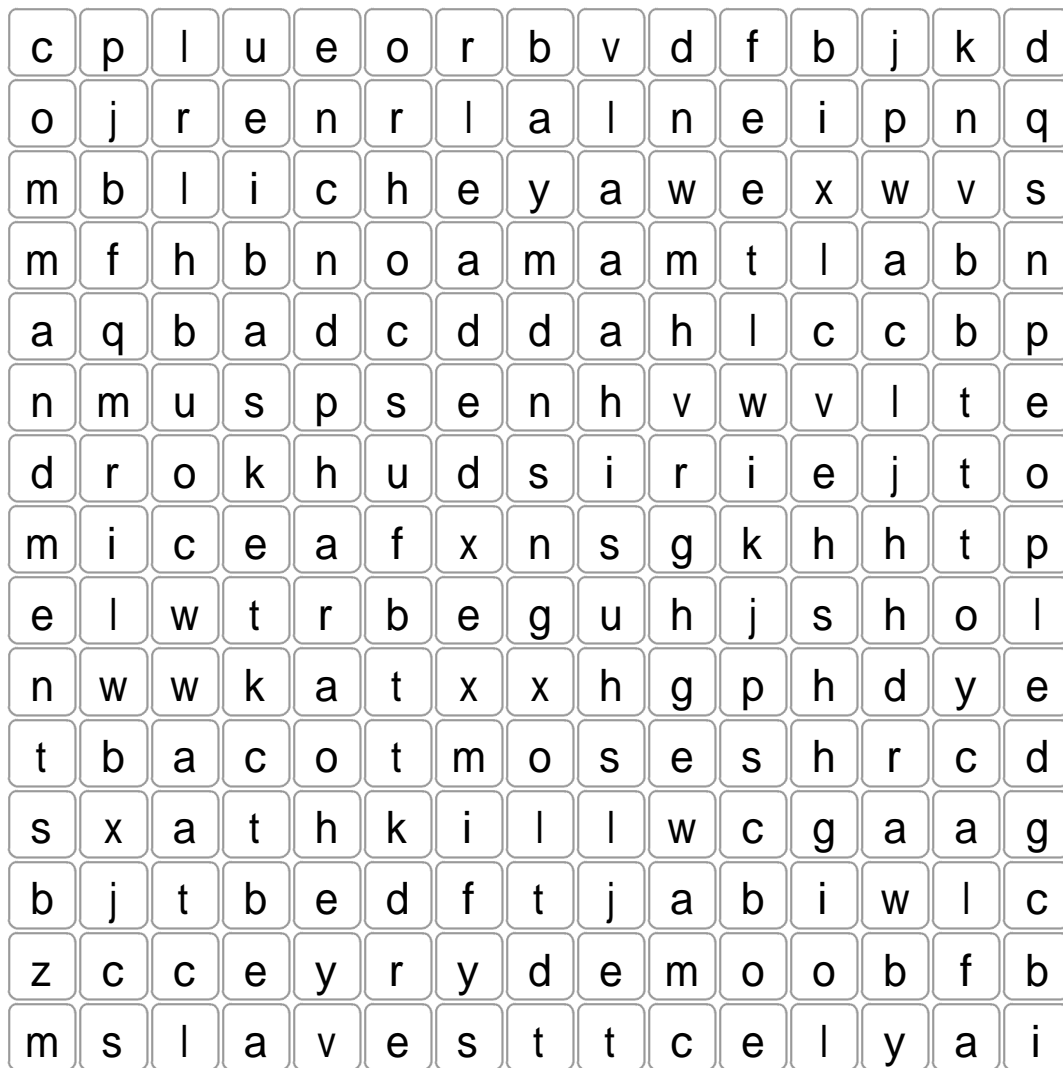 c p l u e o r b v d f b j k d
o j r e n r l a l n e i p n q
m b l i c h e y a w e x w v s
m f h b n o a m a m t l a b n
a q b a d c d d a h l c c b p
n m u s p s e n h v w v l t e
d r o k h u d s i r i e j t o
m i c e a f x n s g k h h t p
e l w t r b e g u h j s h o l
n w w k a t x x h g p h d y e
t b a c o t m o s e s h r c d
s x a t h k i l l w c g a a g
b j t b e d f t j a b i w l c
z c c e y r y d e m o o b f b
m s l a v e s t t c e l y a i